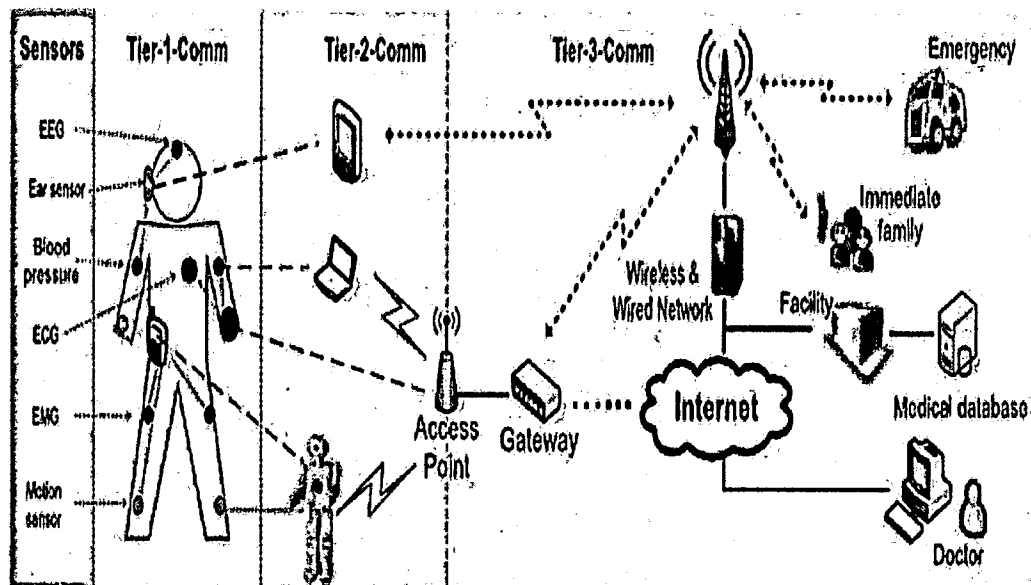 Sensors
Tier-1-Comm
Tier-2-Comm
Tier-3-Comm
Emergency
EEG
Ear sensor
Blood
pressure
ECG
EMG
Motion
sensor
Immediate
family
Wireless &
Wired Network
Facility
Internet
Medical database
Access
Point
Gateway
Doctor